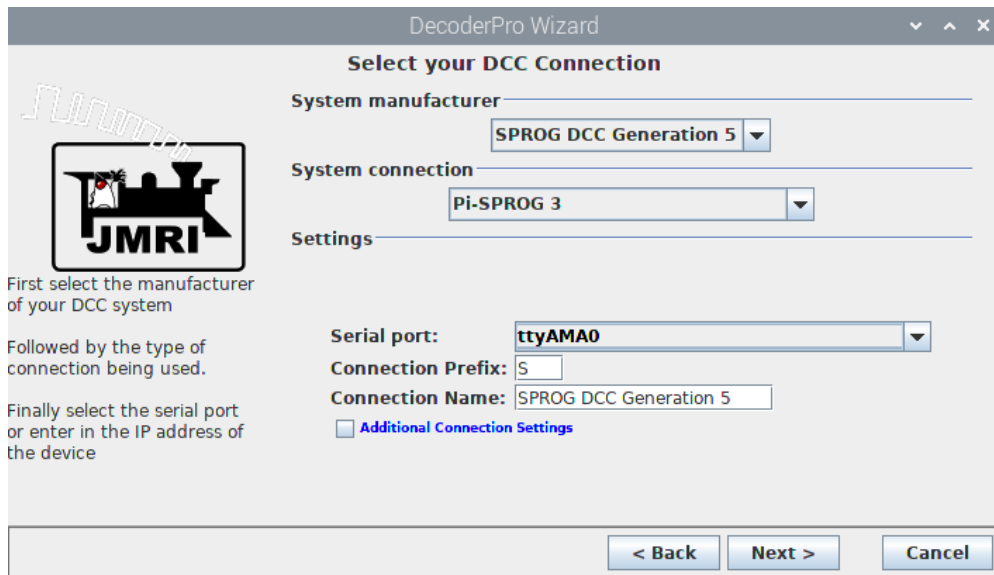 DecoderPro Wizard
Select your DCC Connection
System manufacturer
SPROG DCC Generation 5
System connection
Pi-SPROG 3
Settings
JMRI
First select the manufacturer
of your DCC system
Followed by the type of
connection being used.
Finally select the serial port
or enter in the IP address of
the device
Serial port: ttyAMA0
Connection Prefix: S
Connection Name: SPROG DCC Generation 5
Additional Connection Settings
< Back Next > Cancel